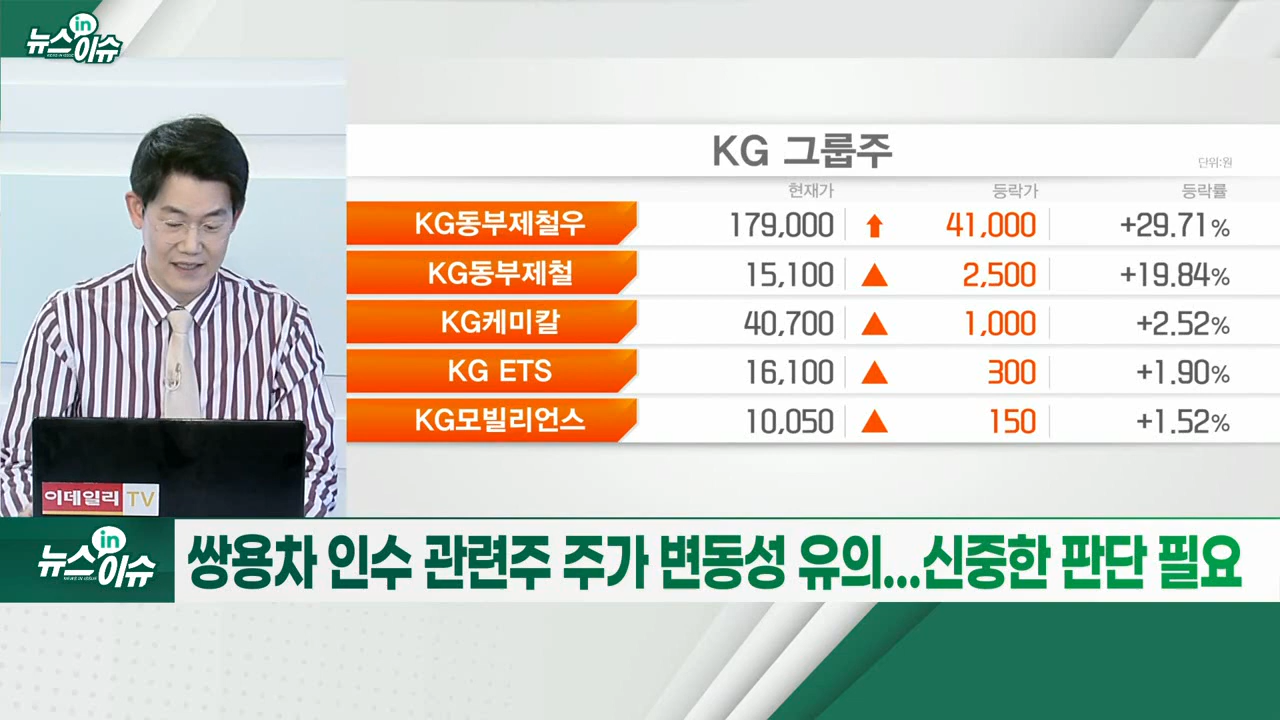 뉴스in이슈
KG 그룹주
단위:원
현재가 등락가 등락률
KG동부제철우 179,000 41,000 +29.71%
KG동부제철 15,100 ▲ 2,500 +19.84%
KG케미칼 40,700 ▲ 1,000 +2.52%
KG ETS 16,100 ▲ 300 +1.90%
KG모빌리언스 10,050 ▲ 150 +1.52%
이데일리 TV
뉴스in이슈
NEWS IN ISSUE
쌍용차 인수 관련주 주가 변동성 유의...신중한 판단 필요